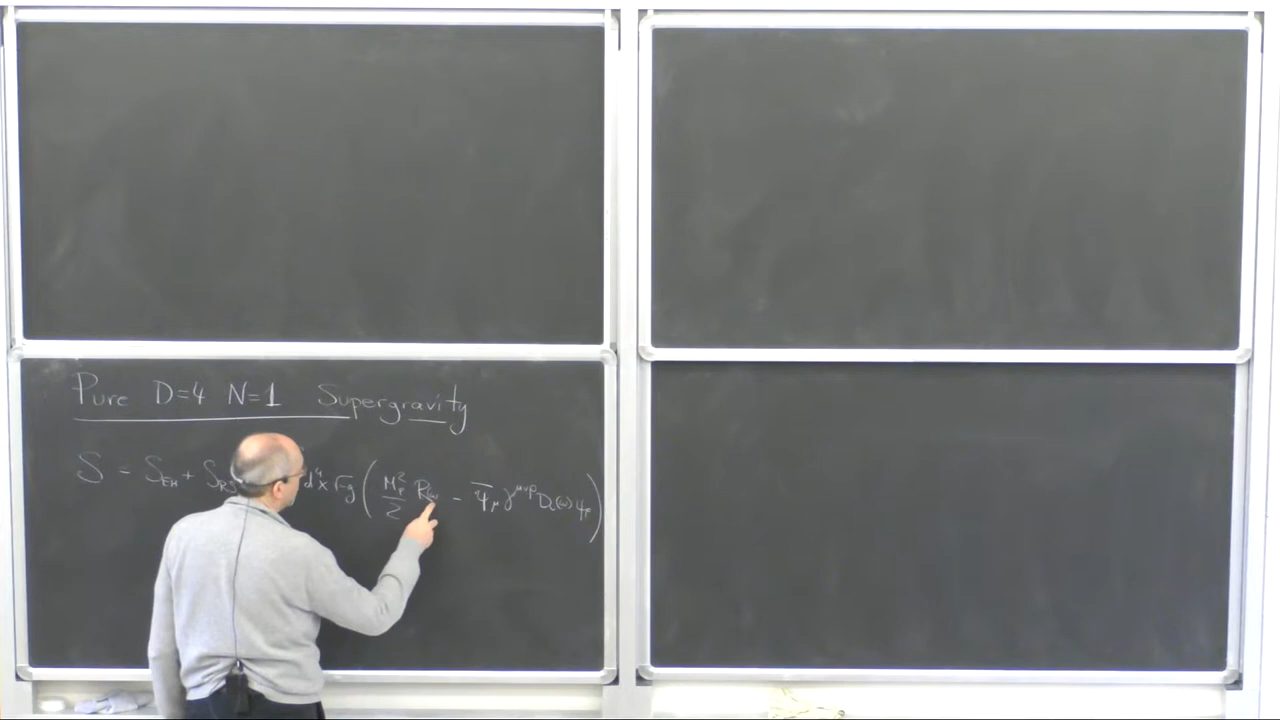 Pure D=4 N=1 Supergravity
S = S_EH + S_RS d⁴x √-g ( M_P²/2 R(ω) - ψ̄_μ γ^μνρ D_ν(ω) ψ_ρ )